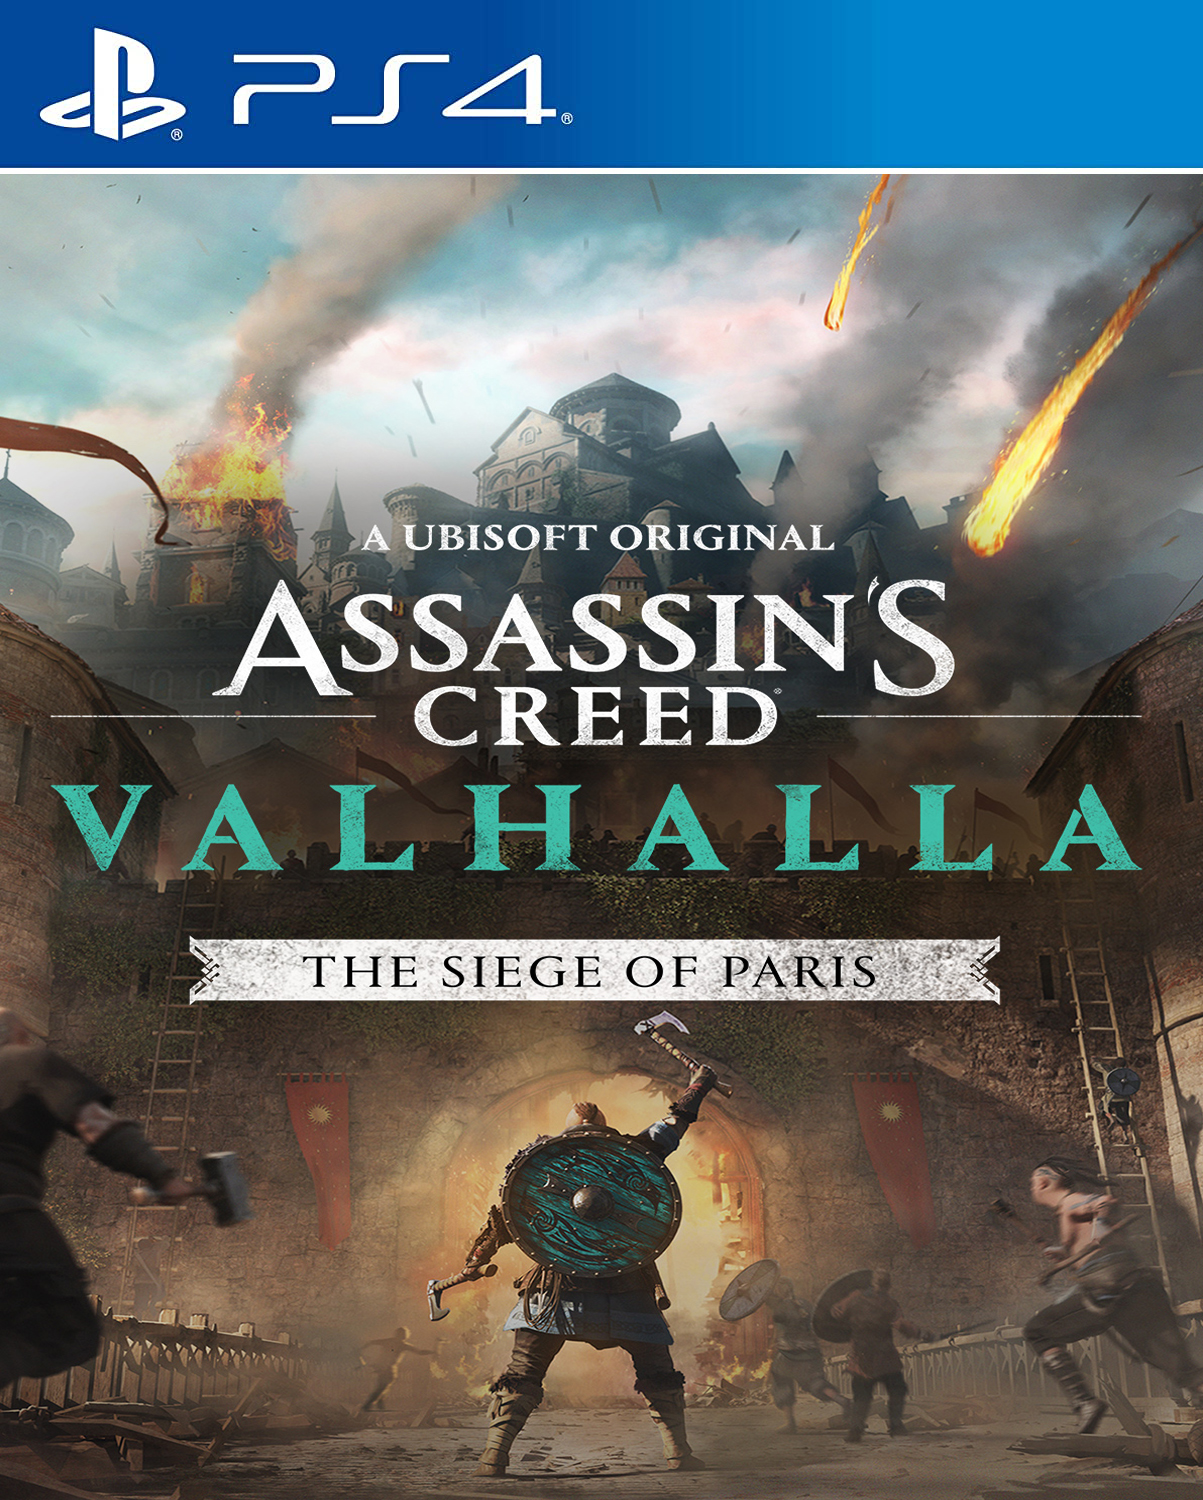 PS4®
A UBISOFT ORIGINAL
ASSASSIN'S
CREED®
VALHALLA
THE SIEGE OF PARIS